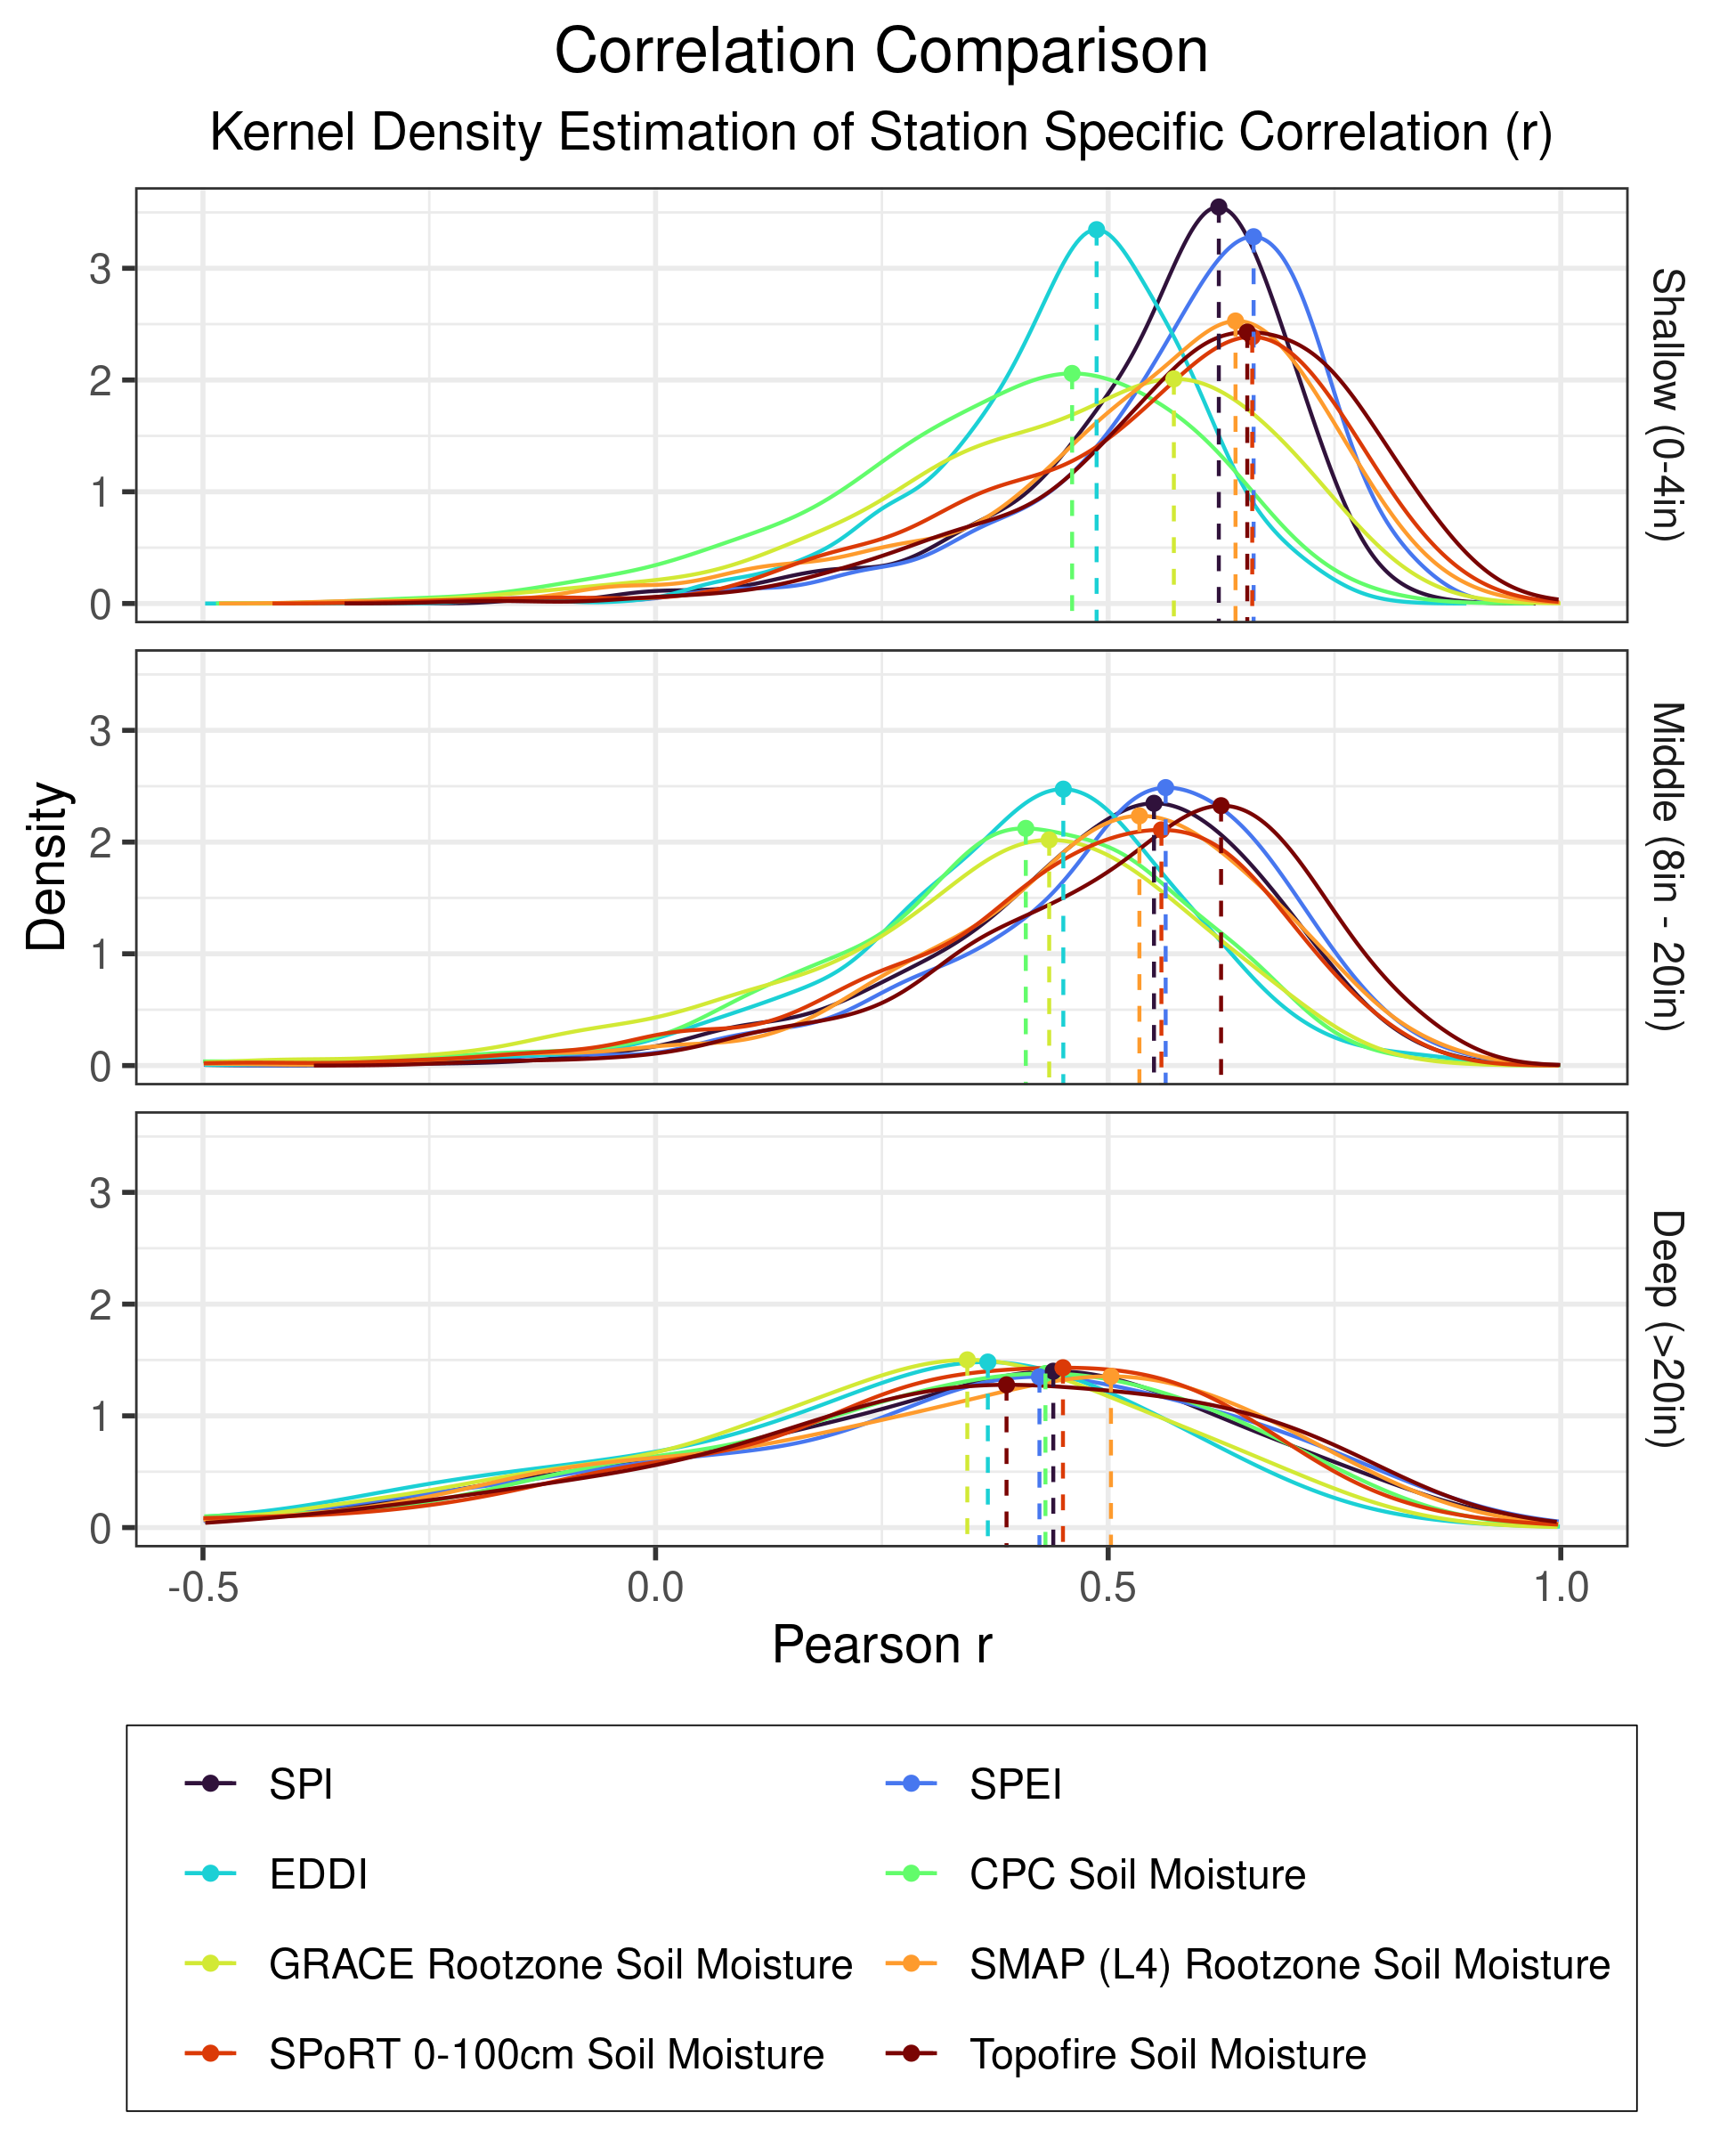 Correlation Comparison
Kernel Density Estimation of Station Specific Correlation (r)
Density
3
2
1
0
Shallow (0-4in)
3
2
1
0
Middle (8in - 20in)
3
2
1
0
Deep (>20in)
-0.5 0.0 0.5 1.0
Pearson r
SPI SPEI
EDDI CPC Soil Moisture
GRACE Rootzone Soil Moisture SMAP (L4) Rootzone Soil Moisture
SPoRT 0-100cm Soil Moisture Topofire Soil Moisture